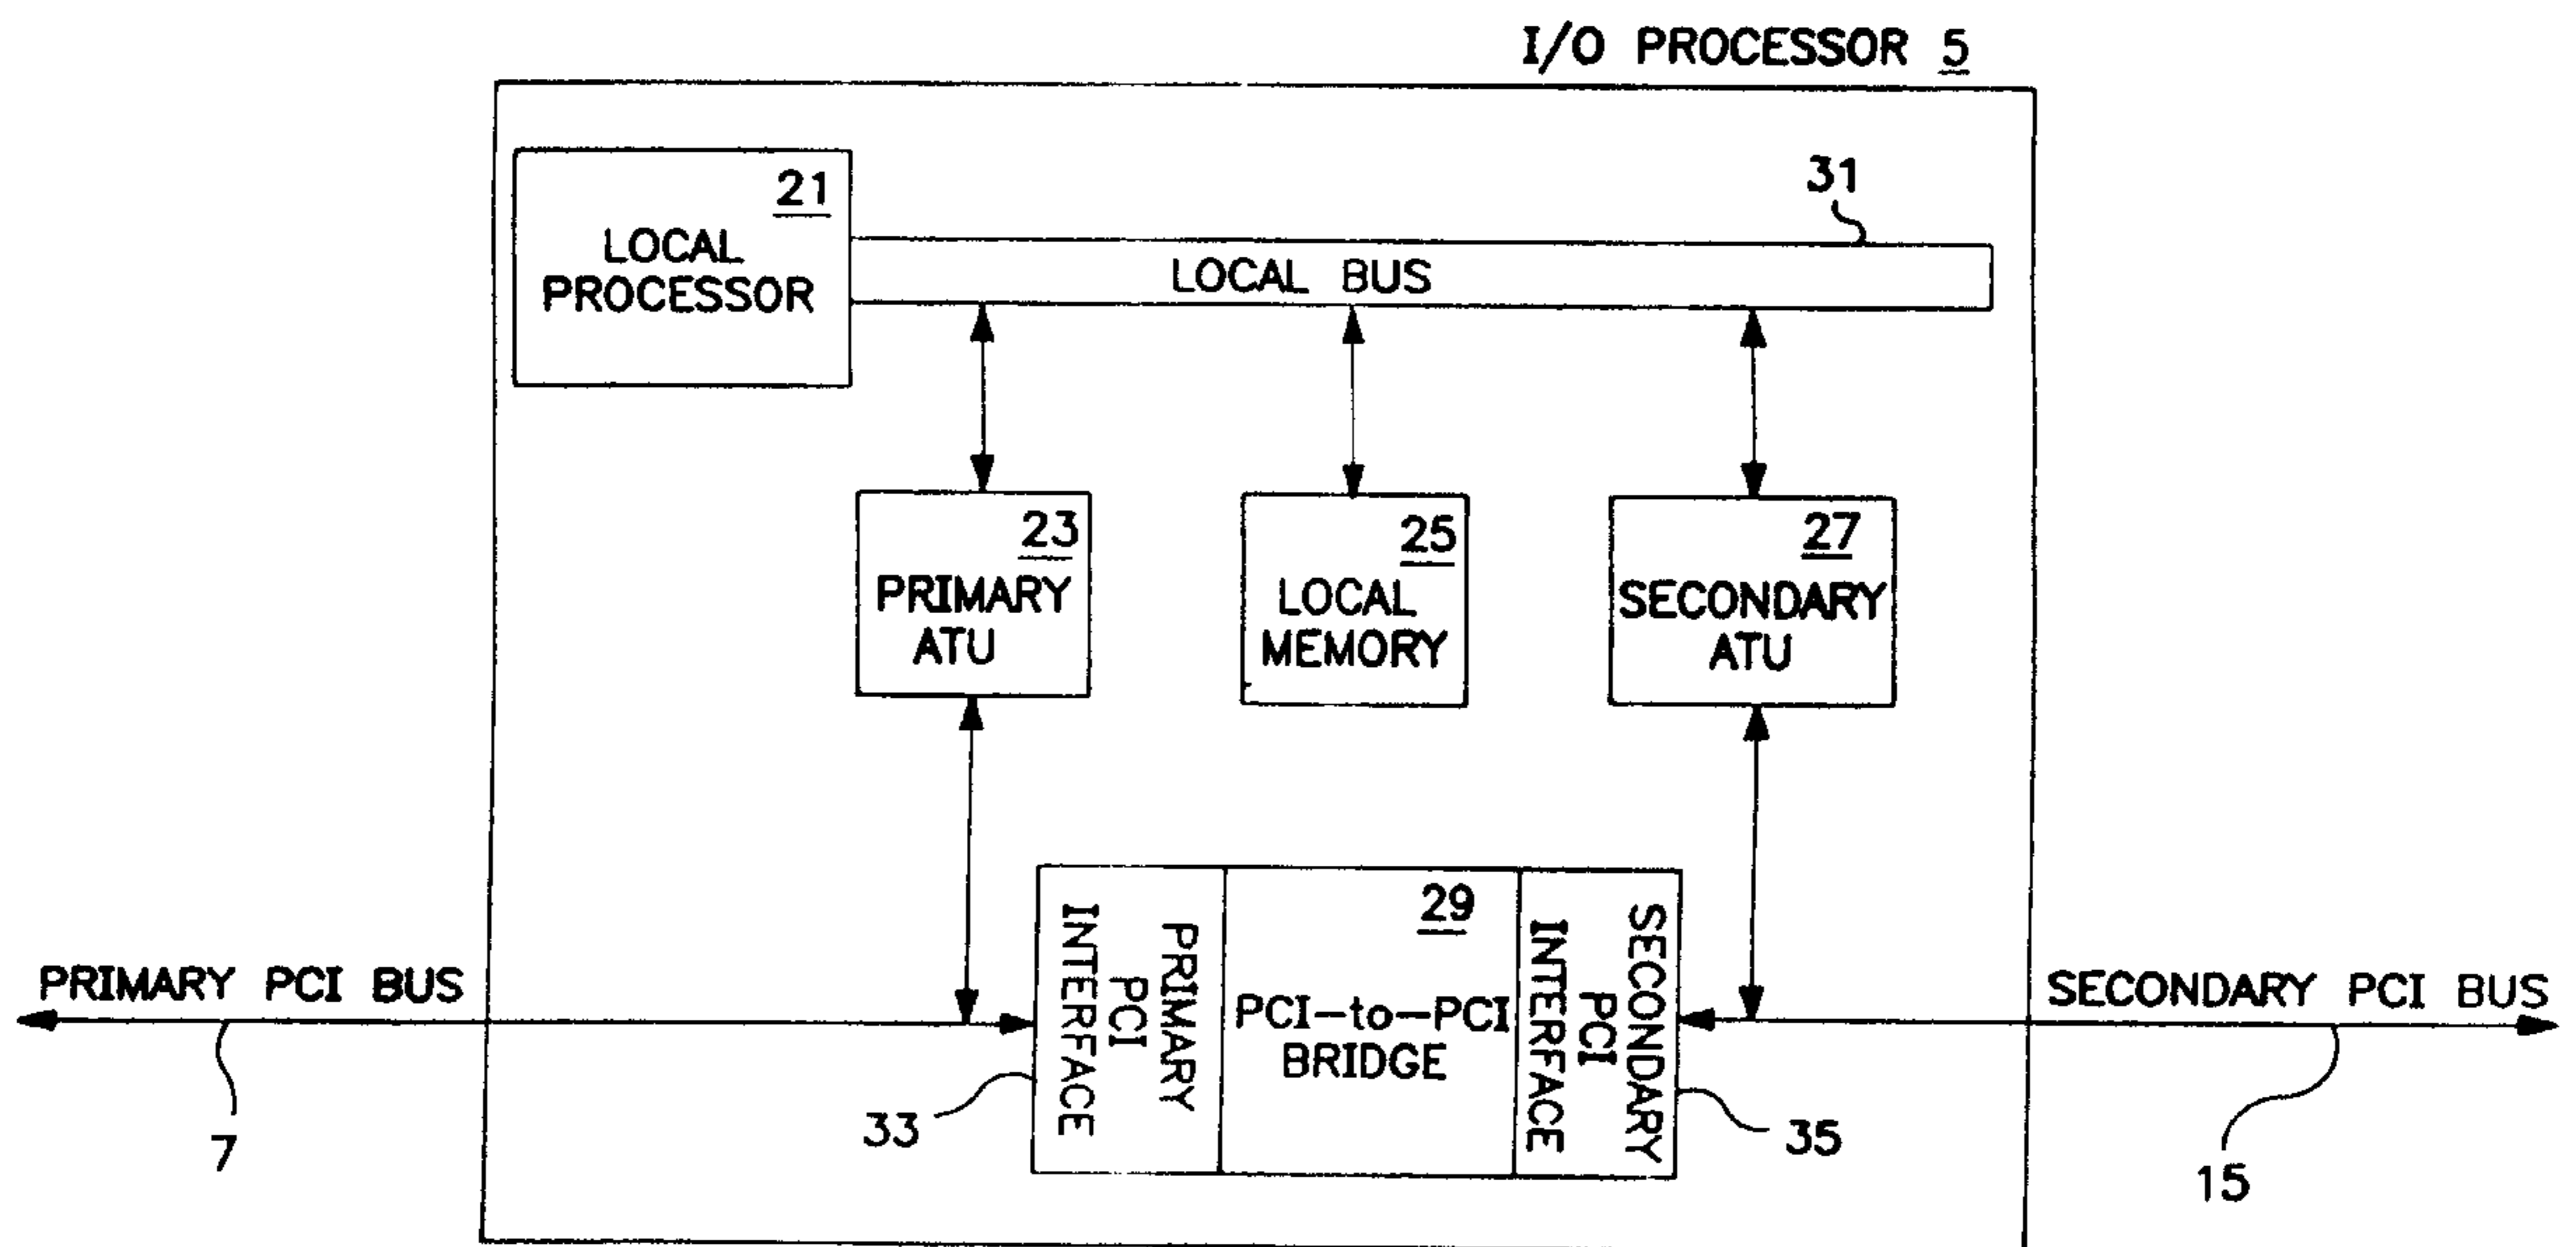 I/O PROCESSOR 5
21
LOCAL
PROCESSOR
31
LOCAL BUS
23
PRIMARY
ATU
25
LOCAL
MEMORY
27
SECONDARY
ATU
PRIMARY PCI BUS
7
33
PRIMARY
PCI
INTERFACE
29
PCI-to-PCI
BRIDGE
SECONDARY
PCI
INTERFACE
35
SECONDARY PCI BUS
15